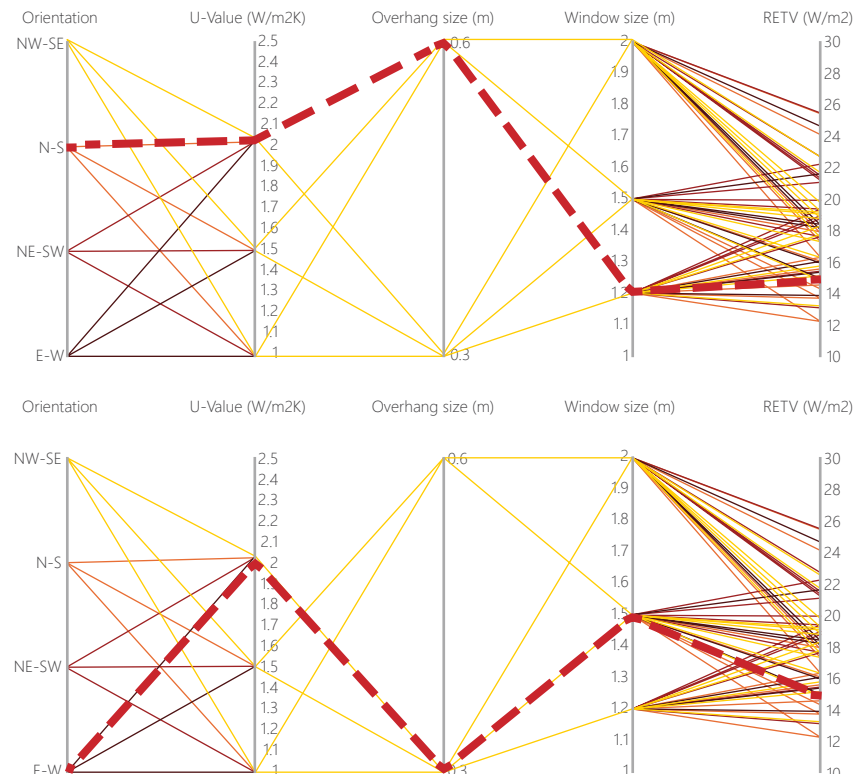 Orientation U-Value (W/m2K) Overhang size (m) Window size (m) RETV (W/m2)
NW-SE 2.5 0.6 2 30
2.4 1.9 28
2.3
2.2 1.8 26
2.1 1.7 24
N-S 2
1.9 1.6 22
1.8 1.5 20
1.7
1.6 1.4 18
NE-SW 1.5
1.4 1.3 16
1.3 1.2 14
1.2
1.1 1.1 12
E-W 1 0.3 1 10
Orientation U-Value (W/m2K) Overhang size (m) Window size (m) RETV (W/m2)
NW-SE 2.5 0.6 2 30
2.4 1.9 28
2.3
2.2 1.8 26
2.1 1.7 24
N-S 2
1.9 1.6 22
1.8 1.5 20
1.7
1.6 1.4 18
NE-SW 1.5
1.4 1.3 16
1.3 1.2 14
1.2
1.1 1.1 12
E-W 1 0.3 1 10